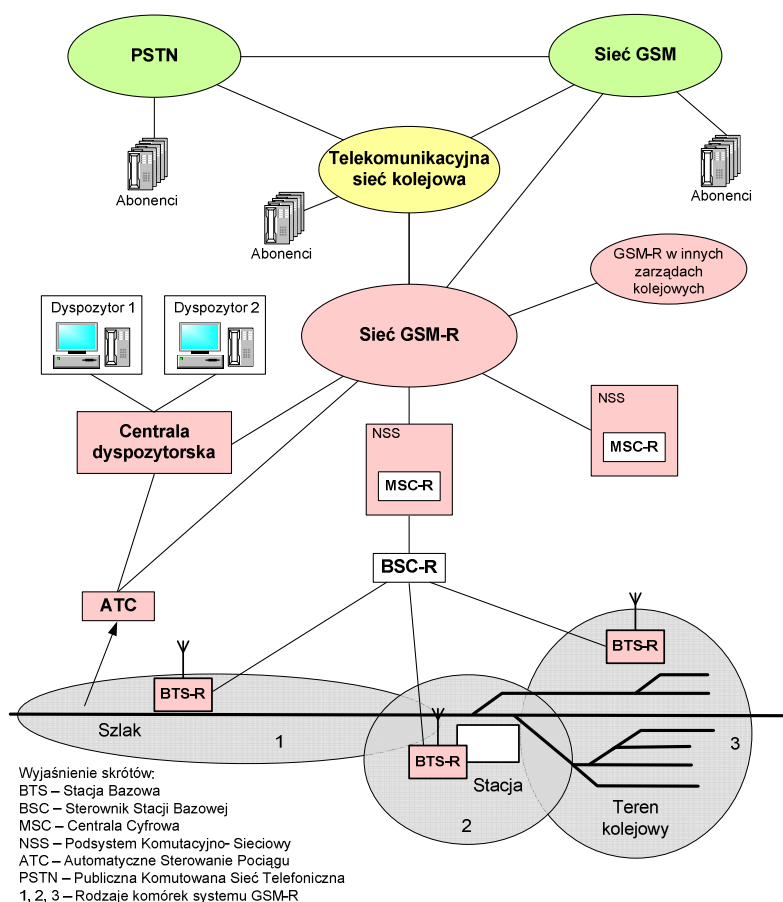 PSTN
Sieć GSM
Abonenci
Telekomunikacyjna
sieć kolejowa
Abonenci
Abonenci
GSM-R w innych
zarządach
kolejowych
Dyspozytor 1
Dyspozytor 2
Sieć GSM-R
Centrala
dyspozytorska
NSS
MSC-R
NSS
MSC-R
BSC-R
ATC
BTS-R
BTS-R
Szlak
1
BTS-R
Stacja
2
3
Teren
kolejowy
Wyjaśnienie skrótów:
BTS – Stacja Bazowa
BSC – Sterownik Stacji Bazowej
MSC – Centrala Cyfrowa
NSS – Podsystem Komutacyjno- Sieciowy
ATC – Automatyczne Sterowanie Pociągu
PSTN – Publiczna Komutowana Sieć Telefoniczna
1, 2, 3 – Rodzaje komórek systemu GSM-R